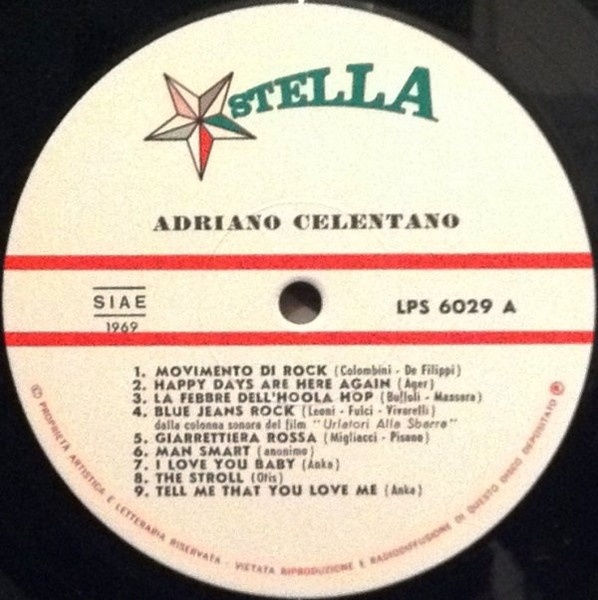 STELLA
ADRIANO CELENTANO
SIAE
1969
LPS 6029 A
1. MOVIMENTO DI ROCK (Colombini - De Filippi)
2. HAPPY DAYS ARE HERE AGAIN (Ager)
3. LA FEBBRE DELL'HOOLA HOP (Buffoli - Massara)
4. BLUE JEANS ROCK (Leoni - Fulci - Vivarelli)
dalla colonna sonora del film "Urlatori Alla Sbarra"
5. GIARRETTIERA ROSSA (Migliacci - Pisano)
6. MAN SMART (anonimo)
7. I LOVE YOU BABY (Anka)
8. THE STROLL (Otis)
9. TELL ME THAT YOU LOVE ME (Anka)
© PROPRIETÀ ARTISTICA E LETTERARIA RISERVATA - VIETATA RIPRODUZIONE E RADIODIFFUSIONE DI QUESTO DISCO DEPOSITATO ℗